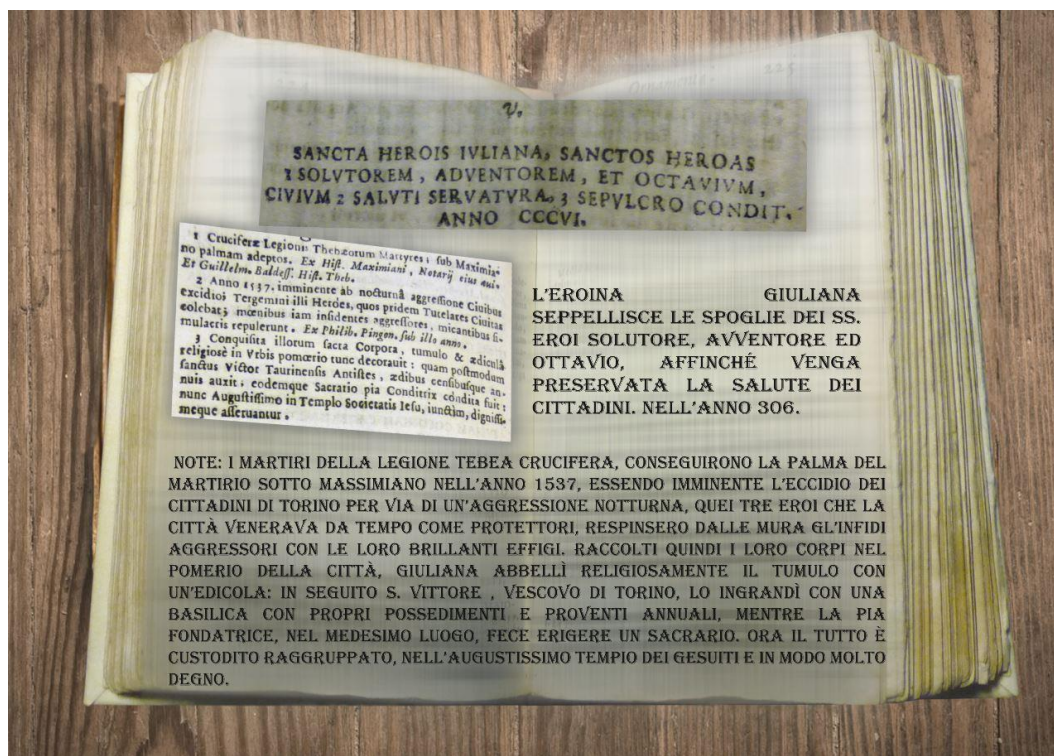 V.
SANCTA HEROIS IVLIANA, SANCTOS HEROAS
1 SOLVTOREM, ADVENTOREM, ET OCTAVIVM,
CIVIVM 2 SALVTI SERVATVRA. 3 SEPVLCRO CONDIT.
ANNO CCCVI.
1 Cruciferæ Legionis Thebæorum Martyres; sub Maximia-
no palmam adeptos. Ex Hist. Maximiani, Notarij eius aui.
Et Guillelm. Baldess. Hist. Theb.
2 Anno 1537. imminente ab nocturnâ aggressione Ciuibus
excidio; Tergemini illi Heroes, quos pridem Tutelares Ciuitas
colebat; mœnibus iam insidentes aggressores, micantibus si-
mulacris repulerunt. Ex Philib. Pingon. sub illo anno.
3 Conquisita illorum sacra Corpora, tumulo & ædiculâ
religiosè in Vrbis pomœrio tunc decorauit: quam postmodum
sanctus Victor Taurinensis Antistes, ædibus censibusque an-
nuis auxit; eodemque Sacrario pia Conditrix condita fuit:
nunc Augustissimo in Templo Societatis Iesu, iunctim, dignissi-
meque asseruantur.
L'EROINA GIULIANA
SEPPELLISCE LE SPOGLIE DEI SS.
EROI SOLUTORE, AVVENTORE ED
OTTAVIO, AFFINCHÉ VENGA
PRESERVATA LA SALUTE DEI
CITTADINI. NELL'ANNO 306.
NOTE: I MARTIRI DELLA LEGIONE TEBEA CRUCIFERA, CONSEGUIRONO LA PALMA DEL
MARTIRIO SOTTO MASSIMIANO NELL'ANNO 1537, ESSENDO IMMINENTE L'ECCIDIO DEI
CITTADINI DI TORINO PER VIA DI UN'AGGRESSIONE NOTTURNA, QUEI TRE EROI CHE LA
CITTÀ VENERAVA DA TEMPO COME PROTETTORI, RESPINSERO DALLE MURA GL'INFIDI
AGGRESSORI CON LE LORO BRILLANTI EFFIGI. RACCOLTI QUINDI I LORO CORPI NEL
POMERIO DELLA CITTÀ, GIULIANA ABBELLÌ RELIGIOSAMENTE IL TUMULO CON
UN'EDICOLA: IN SEGUITO S. VITTORE , VESCOVO DI TORINO, LO INGRANDÌ CON UNA
BASILICA CON PROPRI POSSEDIMENTI E PROVENTI ANNUALI, MENTRE LA PIA
FONDATRICE, NEL MEDESIMO LUOGO, FECE ERIGERE UN SACRARIO. ORA IL TUTTO È
CUSTODITO RAGGRUPPATO, NELL'AUGUSTISSIMO TEMPIO DEI GESUITI E IN MODO MOLTO
DEGNO.